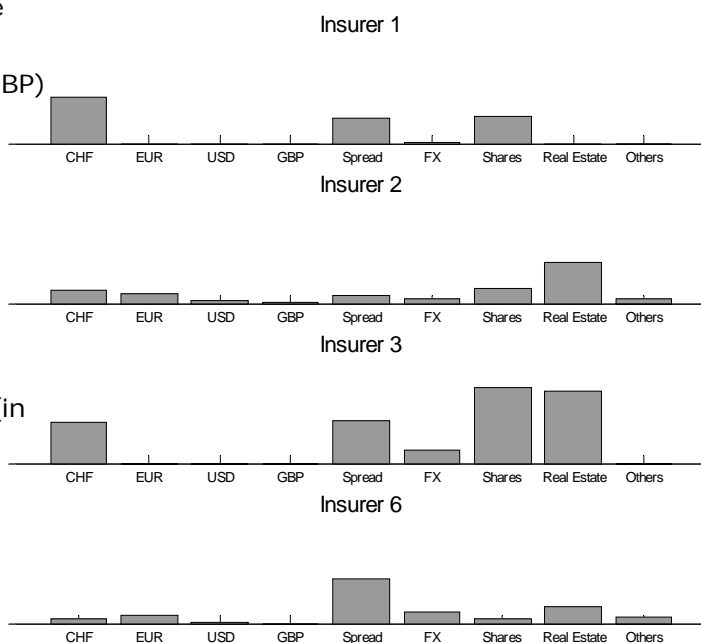 e
Insurer 1
BP)
CHF EUR USD GBP Spread FX Shares Real Estate Others
Insurer 2
CHF EUR USD GBP Spread FX Shares Real Estate Others
Insurer 3
in
CHF EUR USD GBP Spread FX Shares Real Estate Others
Insurer 6
CHF EUR USD GBP Spread FX Shares Real Estate Others